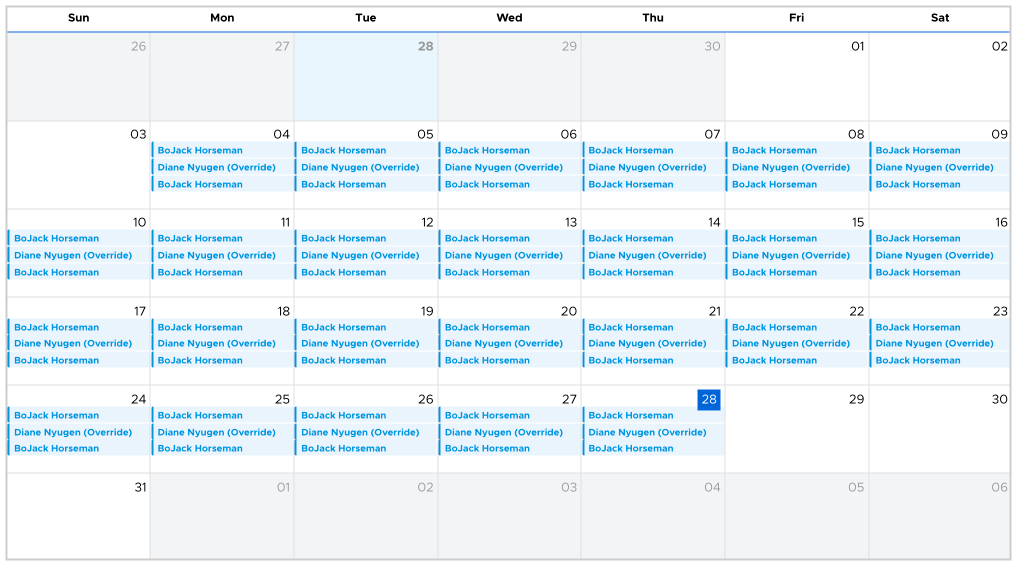 Sun Mon Tue Wed Thu Fri Sat
26 27 28 29 30 01 02
03 04 05 06 07 08 09
BoJack Horseman BoJack Horseman BoJack Horseman BoJack Horseman BoJack Horseman BoJack Horseman
Diane Nyugen (Override) Diane Nyugen (Override) Diane Nyugen (Override) Diane Nyugen (Override) Diane Nyugen (Override) Diane Nyugen (Override)
BoJack Horseman BoJack Horseman BoJack Horseman BoJack Horseman BoJack Horseman BoJack Horseman
10 11 12 13 14 15 16
BoJack Horseman BoJack Horseman BoJack Horseman BoJack Horseman BoJack Horseman BoJack Horseman BoJack Horseman
Diane Nyugen (Override) Diane Nyugen (Override) Diane Nyugen (Override) Diane Nyugen (Override) Diane Nyugen (Override) Diane Nyugen (Override) Diane Nyugen (Override)
BoJack Horseman BoJack Horseman BoJack Horseman BoJack Horseman BoJack Horseman BoJack Horseman BoJack Horseman
17 18 19 20 21 22 23
BoJack Horseman BoJack Horseman BoJack Horseman BoJack Horseman BoJack Horseman BoJack Horseman BoJack Horseman
Diane Nyugen (Override) Diane Nyugen (Override) Diane Nyugen (Override) Diane Nyugen (Override) Diane Nyugen (Override) Diane Nyugen (Override) Diane Nyugen (Override)
BoJack Horseman BoJack Horseman BoJack Horseman BoJack Horseman BoJack Horseman BoJack Horseman BoJack Horseman
24 25 26 27 28 29 30
BoJack Horseman BoJack Horseman BoJack Horseman BoJack Horseman BoJack Horseman
Diane Nyugen (Override) Diane Nyugen (Override) Diane Nyugen (Override) Diane Nyugen (Override) Diane Nyugen (Override)
BoJack Horseman BoJack Horseman BoJack Horseman BoJack Horseman BoJack Horseman
31 01 02 03 04 05 06